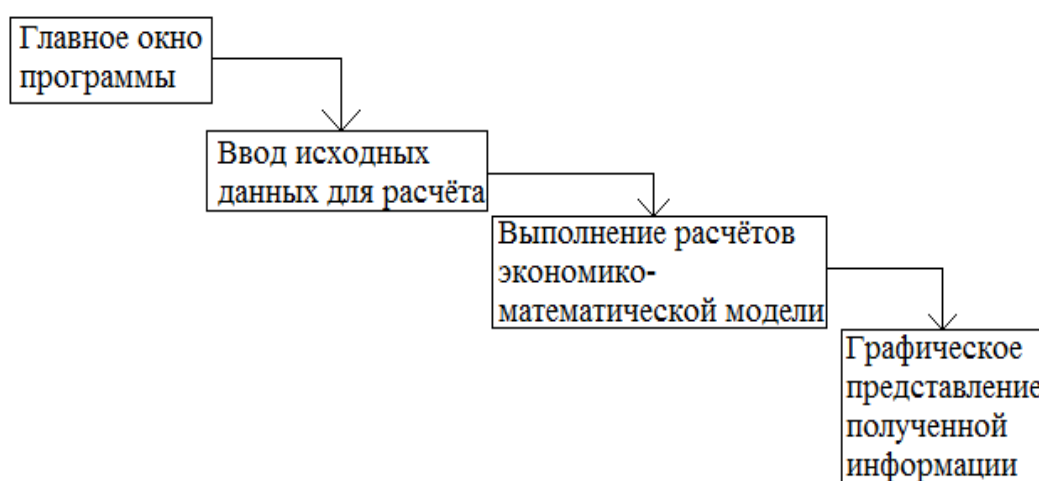 Главное окно
программы
Ввод исходных
данных для расчёта
Выполнение расчётов
экономико-
математической модели
Графическое
представление
полученной
информации